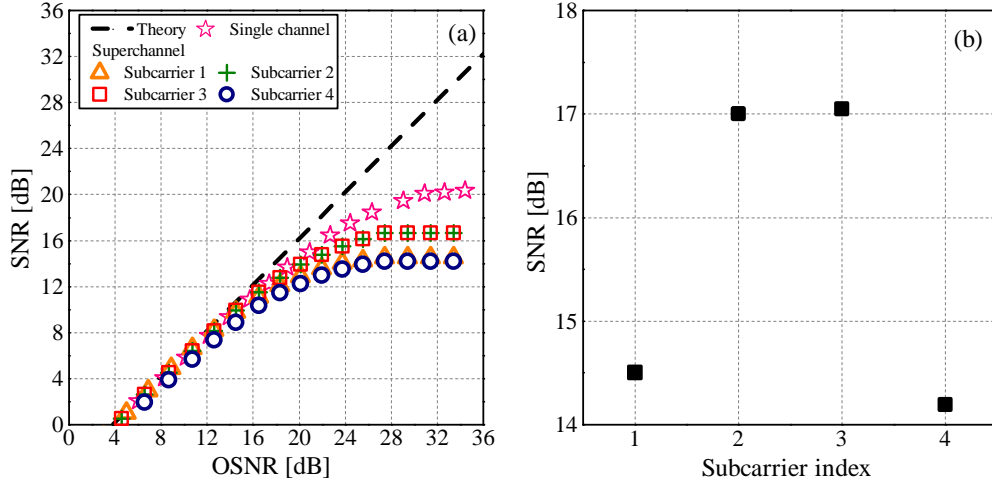 36
32
28
24
20
16
12
8
4
0
SNR [dB]
(a)
Theory Single channel
Superchannel
Subcarrier 1 Subcarrier 2
Subcarrier 3 Subcarrier 4
0 4 8 12 16 20 24 28 32 36
OSNR [dB]
18
17
16
15
14
SNR [dB]
(b)
1 2 3 4
Subcarrier index